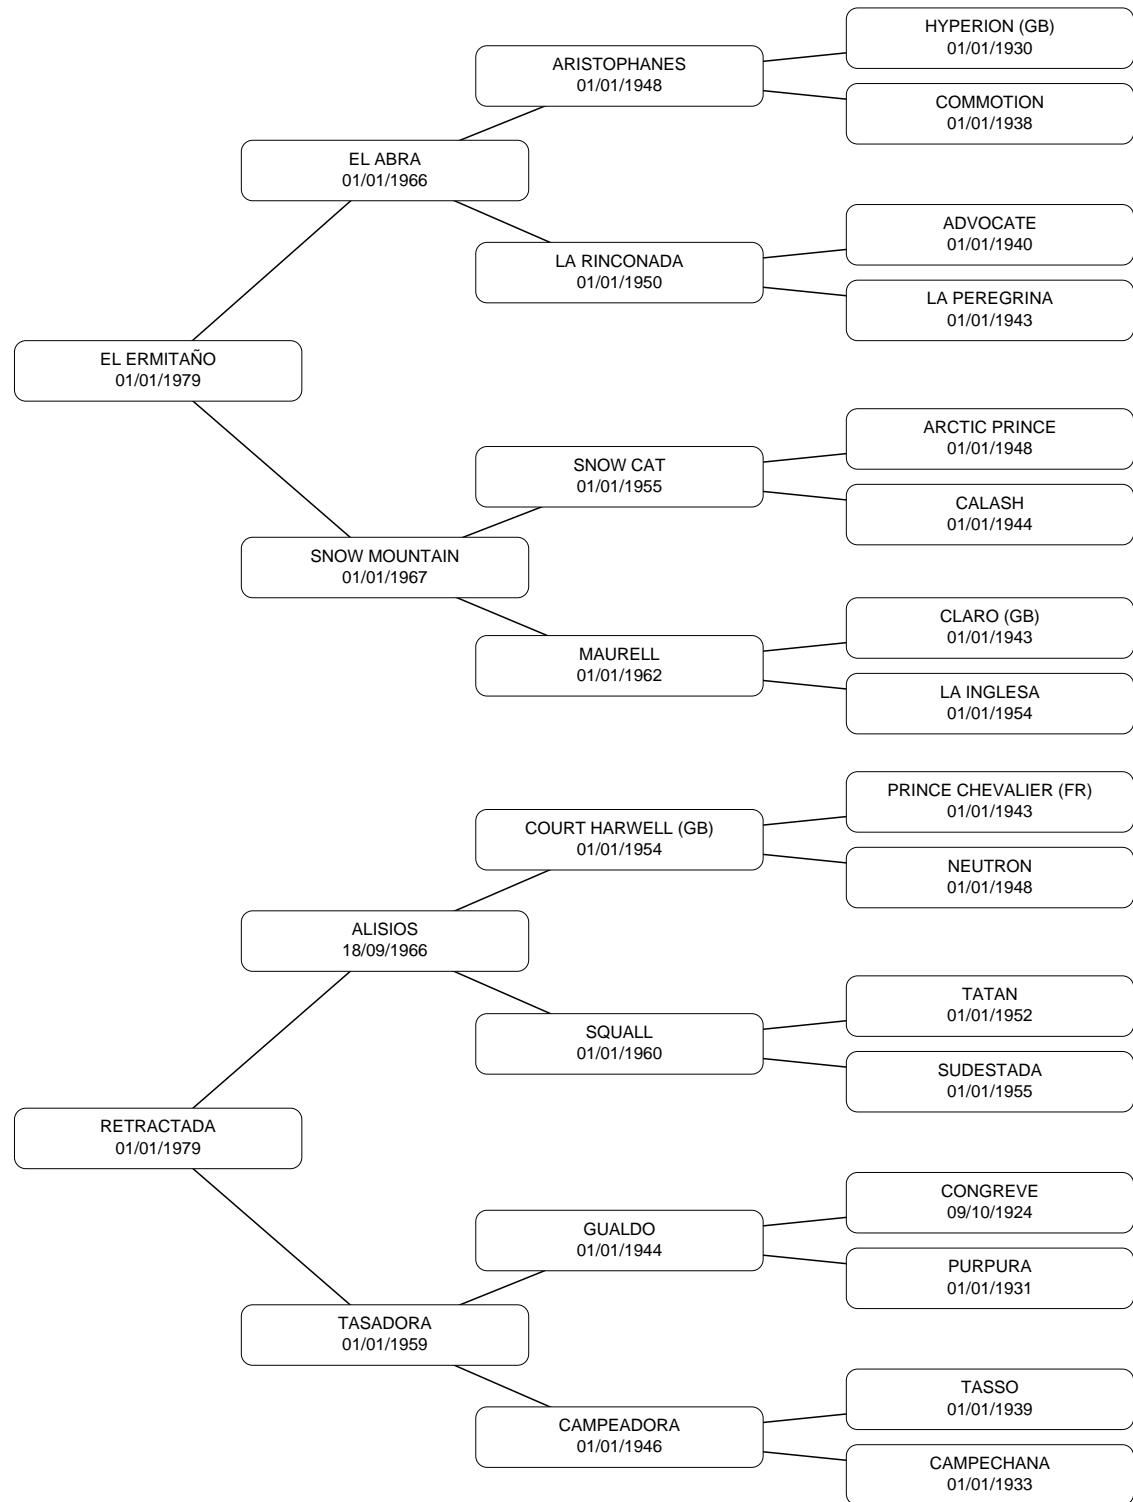 HYPERION (GB)
01/01/1930
ARISTOPHANES
01/01/1948
COMMOTION
01/01/1938
EL ABRA
01/01/1966
ADVOCATE
01/01/1940
LA RINCONADA
01/01/1950
LA PEREGRINA
01/01/1943
EL ERMITAÑO
01/01/1979
ARCTIC PRINCE
01/01/1948
SNOW CAT
01/01/1955
CALASH
01/01/1944
SNOW MOUNTAIN
01/01/1967
CLARO (GB)
01/01/1943
MAURELL
01/01/1962
LA INGLESA
01/01/1954
PRINCE CHEVALIER (FR)
01/01/1943
COURT HARWELL (GB)
01/01/1954
NEUTRON
01/01/1948
ALISIOS
18/09/1966
TATAN
01/01/1952
SQUALL
01/01/1960
SUDESTADA
01/01/1955
RETRACTADA
01/01/1979
CONGREVE
09/10/1924
GUALDO
01/01/1944
PURPURA
01/01/1931
TASADORA
01/01/1959
TASSO
01/01/1939
CAMPEADORA
01/01/1946
CAMPECHANA
01/01/1933